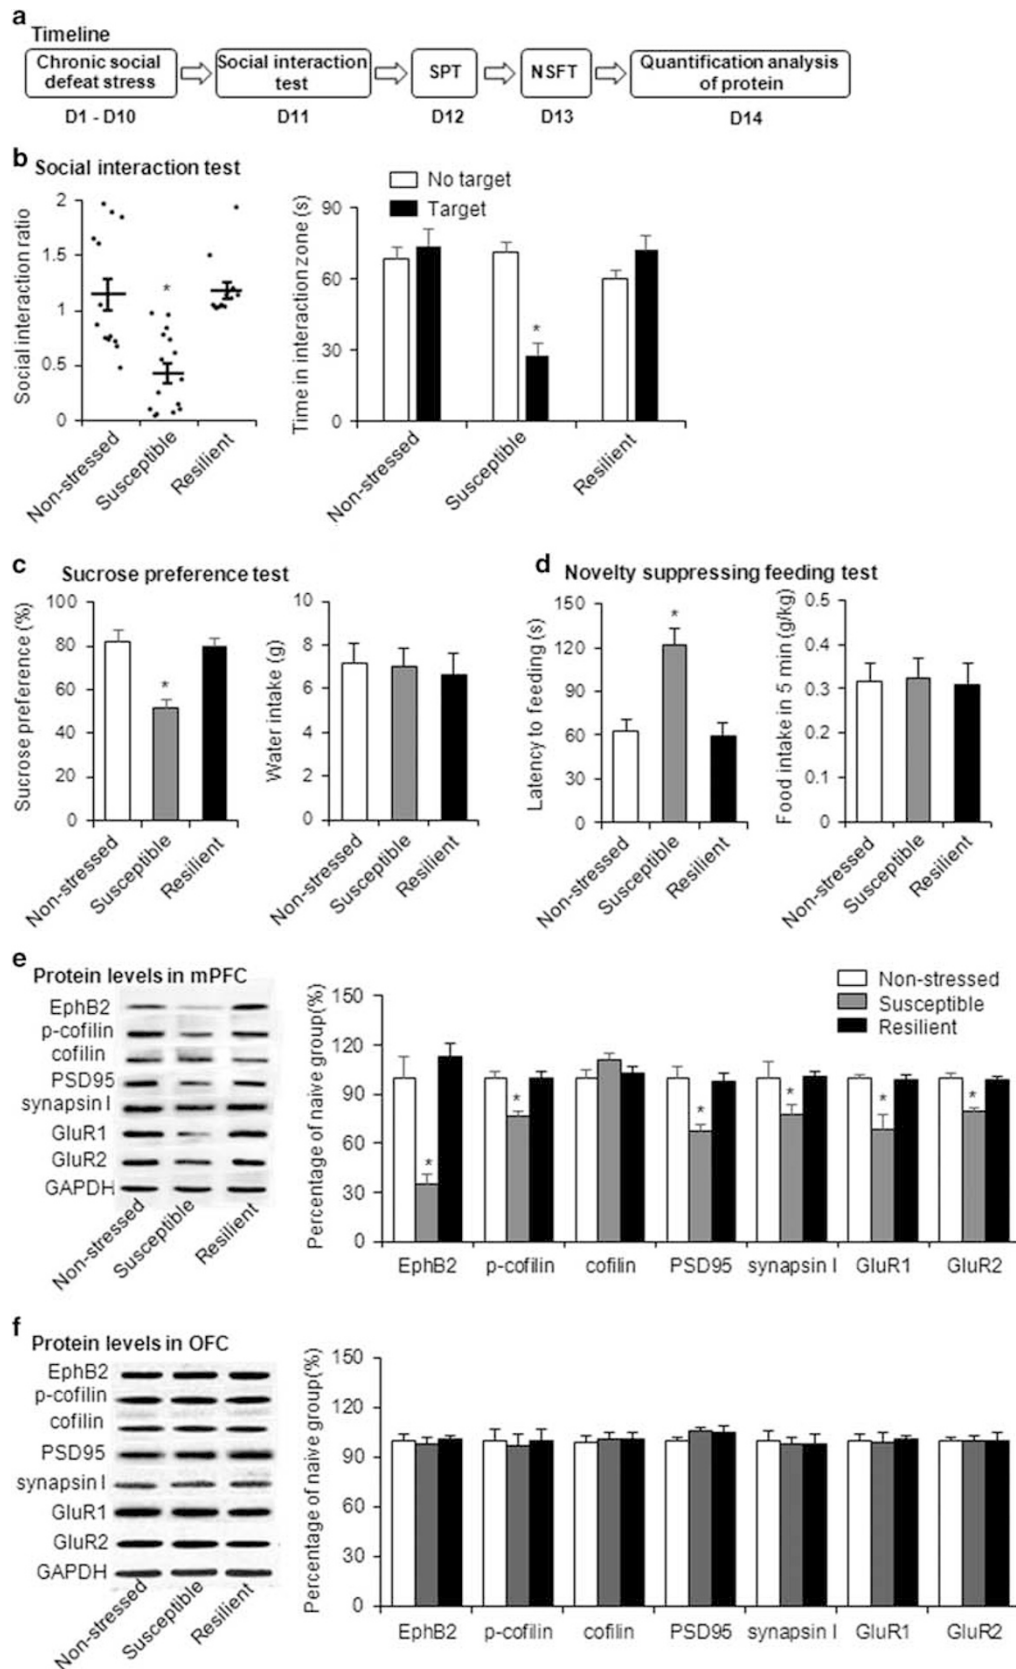 a
Timeline
Chronic social
defeat stress
Social interaction
test
SPT
NSFT
Quantification analysis
of protein
D1 - D10
D11
D12
D13
D14
b
Social interaction test
Social interaction ratio
2
1.5
1
0.5
0
*
Non-stressed
Susceptible
Resilient
No target
Target
Time in interaction zone (s)
90
60
30
0
*
Non-stressed
Susceptible
Resilient
c
Sucrose preference test
Sucrose preference (%)
100
80
60
40
20
0
*
Non-stressed
Susceptible
Resilient
Water intake (g)
10
8
6
4
2
0
Non-stressed
Susceptible
Resilient
d
Novelty suppressing feeding test
Latency to feeding (s)
150
120
90
60
30
0
*
Non-stressed
Susceptible
Resilient
Food intake in 5 min (g/kg)
0.5
0.4
0.3
0.2
0.1
0
Non-stressed
Susceptible
Resilient
e
Protein levels in mPFC
EphB2
p-cofilin
cofilin
PSD95
synapsin I
GluR1
GluR2
GAPDH
Non-stressed
Susceptible
Resilient
Percentage of naive group(%)
150
120
90
60
30
0
Non-stressed
Susceptible
Resilient
* * * * * *
EphB2 p-cofilin cofilin PSD95 synapsin I GluR1 GluR2
f
Protein levels in OFC
EphB2
p-cofilin
cofilin
PSD95
synapsin I
GluR1
GluR2
GAPDH
Non-stressed
Susceptible
Resilient
Percentage of naive group(%)
150
120
90
60
30
0
EphB2 p-cofilin cofilin PSD95 synapsin I GluR1 GluR2